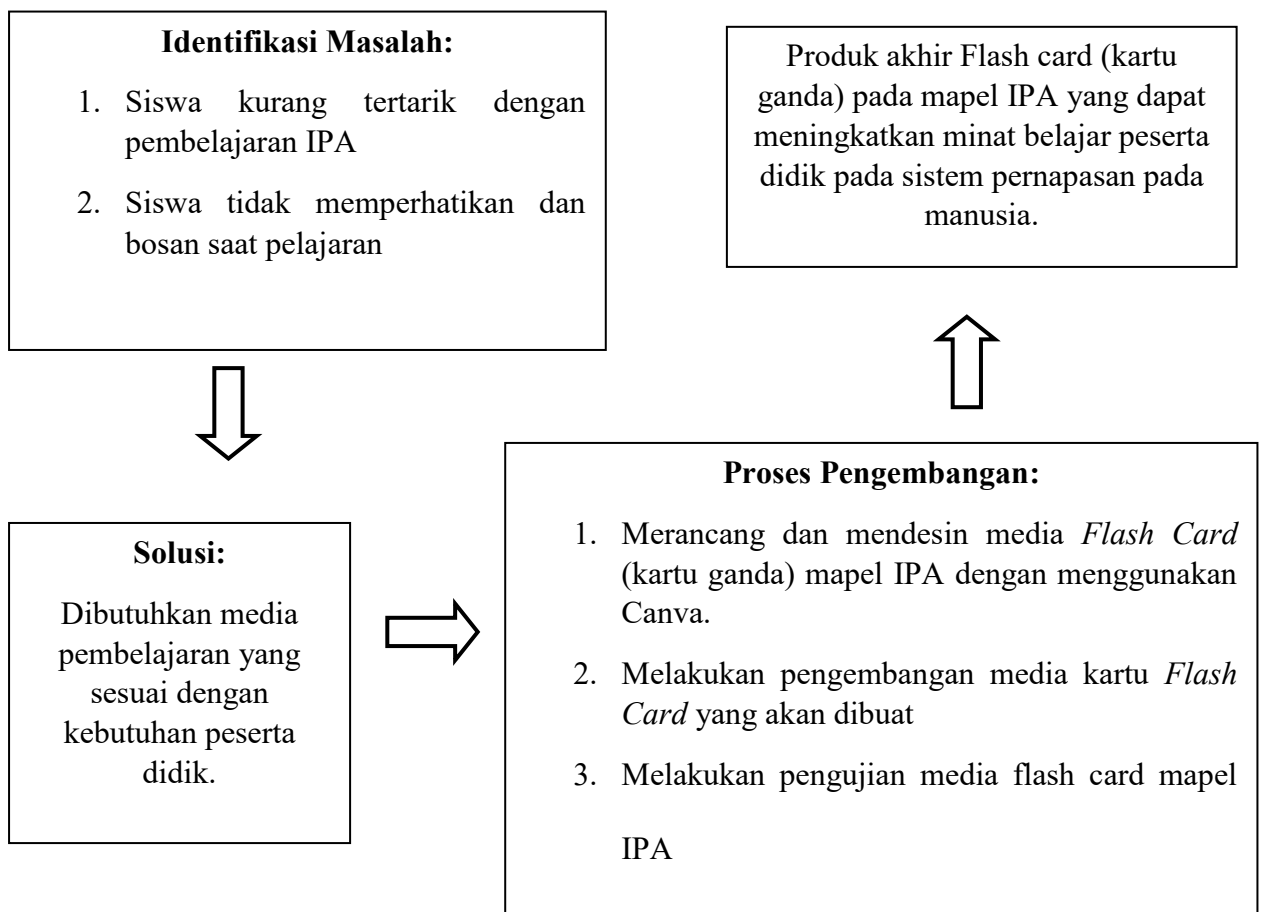 Identifikasi Masalah:
1. Siswa kurang tertarik dengan
pembelajaran IPA
2. Siswa tidak memperhatikan dan
bosan saat pelajaran
Solusi:
Dibutuhkan media
pembelajaran yang
sesuai dengan
kebutuhan peserta
didik.
Proses Pengembangan:
1. Merancang dan mendesin media Flash Card
(kartu ganda) mapel IPA dengan menggunakan
Canva.
2. Melakukan pengembangan media kartu Flash
Card yang akan dibuat
3. Melakukan pengujian media flash card mapel
IPA
Produk akhir Flash card (kartu
ganda) pada mapel IPA yang dapat
meningkatkan minat belajar peserta
didik pada sistem pernapasan pada
manusia.